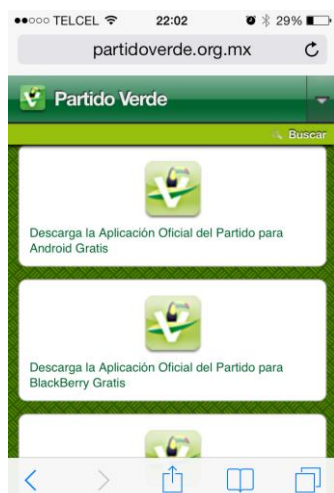 TELCEL 22:02 29%
partidoverde.org.mx
Partido Verde
Buscar
Descarga la Aplicación Oficial del Partido para
Android Gratis
Descarga la Aplicación Oficial del Partido para
BlackBerry Gratis